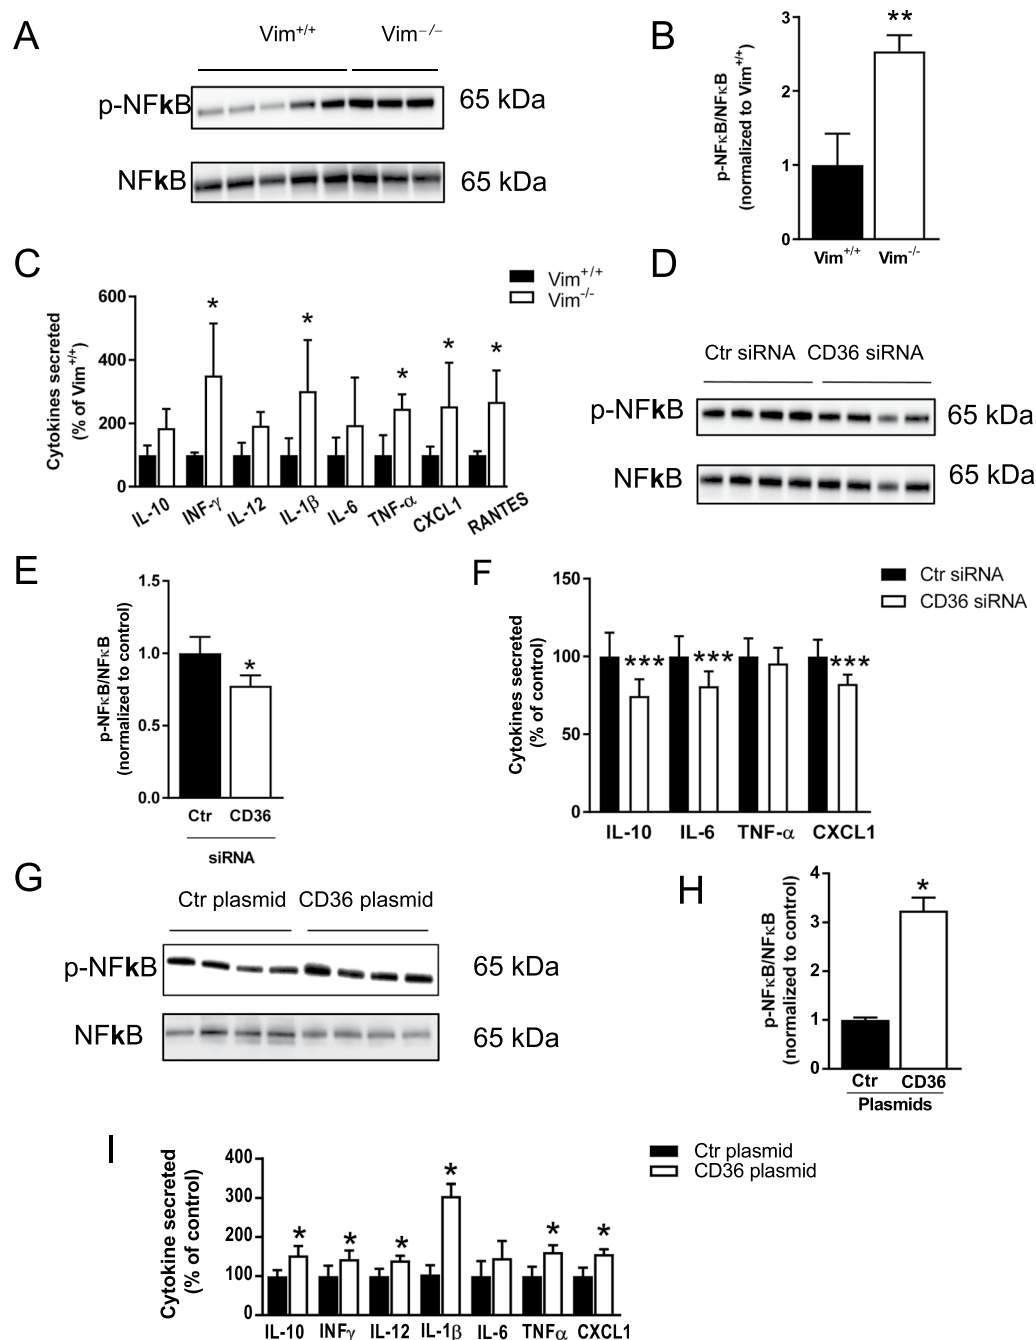 A
Vim+/+ Vim−/−
p-NFkB 65 kDa
NFkB 65 kDa
B
**
p-NFκB/NFκB
(normalized to Vim+/+)
3
2
1
0
Vim+/+ Vim-/-
C
Vim+/+
Vim-/-
Cytokines secreted
(% of Vim+/+)
600
400
200
0
* * * * *
IL-10 INF-γ IL-12 IL-1β IL-6 TNF-α CXCL1 RANTES
D
Ctr siRNA CD36 siRNA
p-NFkB 65 kDa
NFkB 65 kDa
E
p-NFκB/NFκB
(normalized to control)
1.5
1.0
0.5
0.0
*
Ctr CD36
siRNA
F
Ctr siRNA
CD36 siRNA
Cytokines secreted
(% of control)
150
100
50
0
*** *** ***
IL-10 IL-6 TNF-α CXCL1
G
Ctr plasmid CD36 plasmid
p-NFkB 65 kDa
NFkB 65 kDa
H
p-NFκB/NFκB
(normalized to control)
4
3
2
1
0
*
Ctr CD36
Plasmids
I
Ctr plasmid
CD36 plasmid
Cytokine secreted
(% of control)
400
300
200
100
0
* * * * * *
IL-10 INFγ IL-12 IL-1β IL-6 TNFα CXCL1